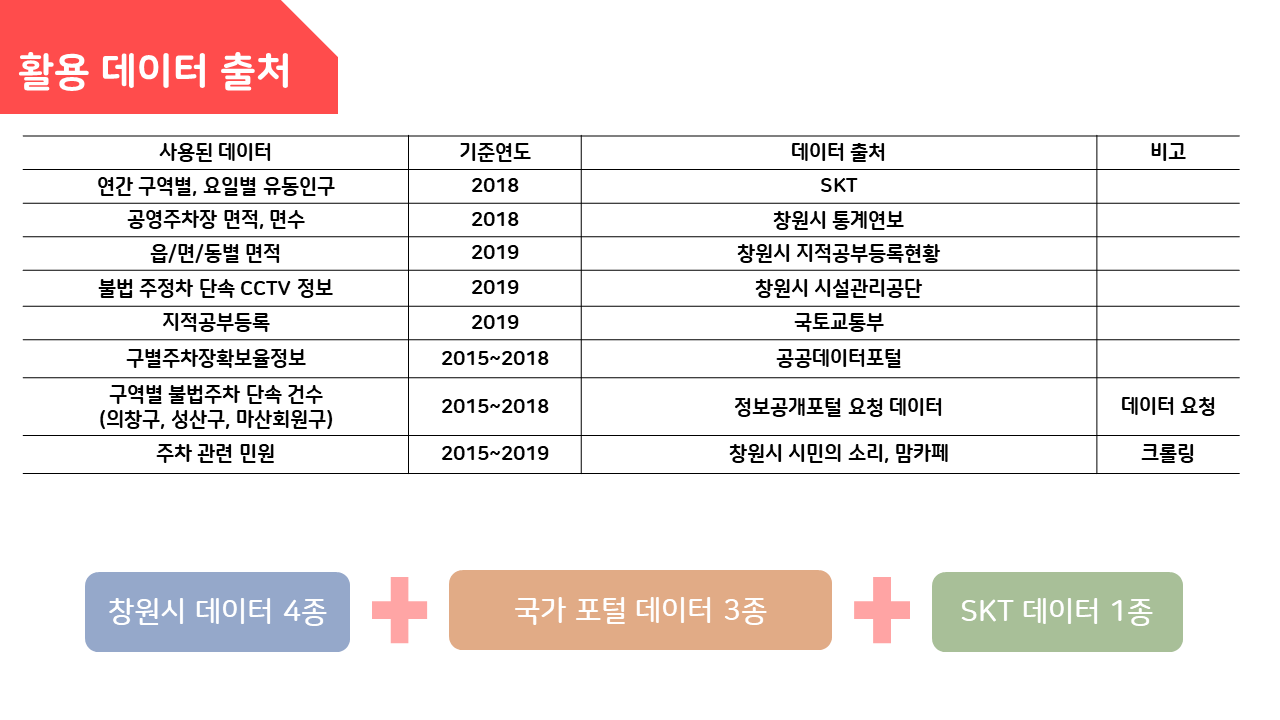 활용 데이터 출처
사용된 데이터 기준연도 데이터 출처 비고
연간 구역별, 요일별 유동인구 2018 SKT
공영주차장 면적, 면수 2018 창원시 통계연보
읍/면/동별 면적 2019 창원시 지적공부등록현황
불법 주정차 단속 CCTV 정보 2019 창원시 시설관리공단
지적공부등록 2019 국토교통부
구별주차장확보율정보 2015~2018 공공데이터포털
구역별 불법주차 단속 건수
(의창구, 성산구, 마산회원구) 2015~2018 정보공개포털 요청 데이터 데이터 요청
주차 관련 민원 2015~2019 창원시 시민의 소리, 맘카페 크롤링
창원시 데이터 4종 국가 포털 데이터 3종 SKT 데이터 1종